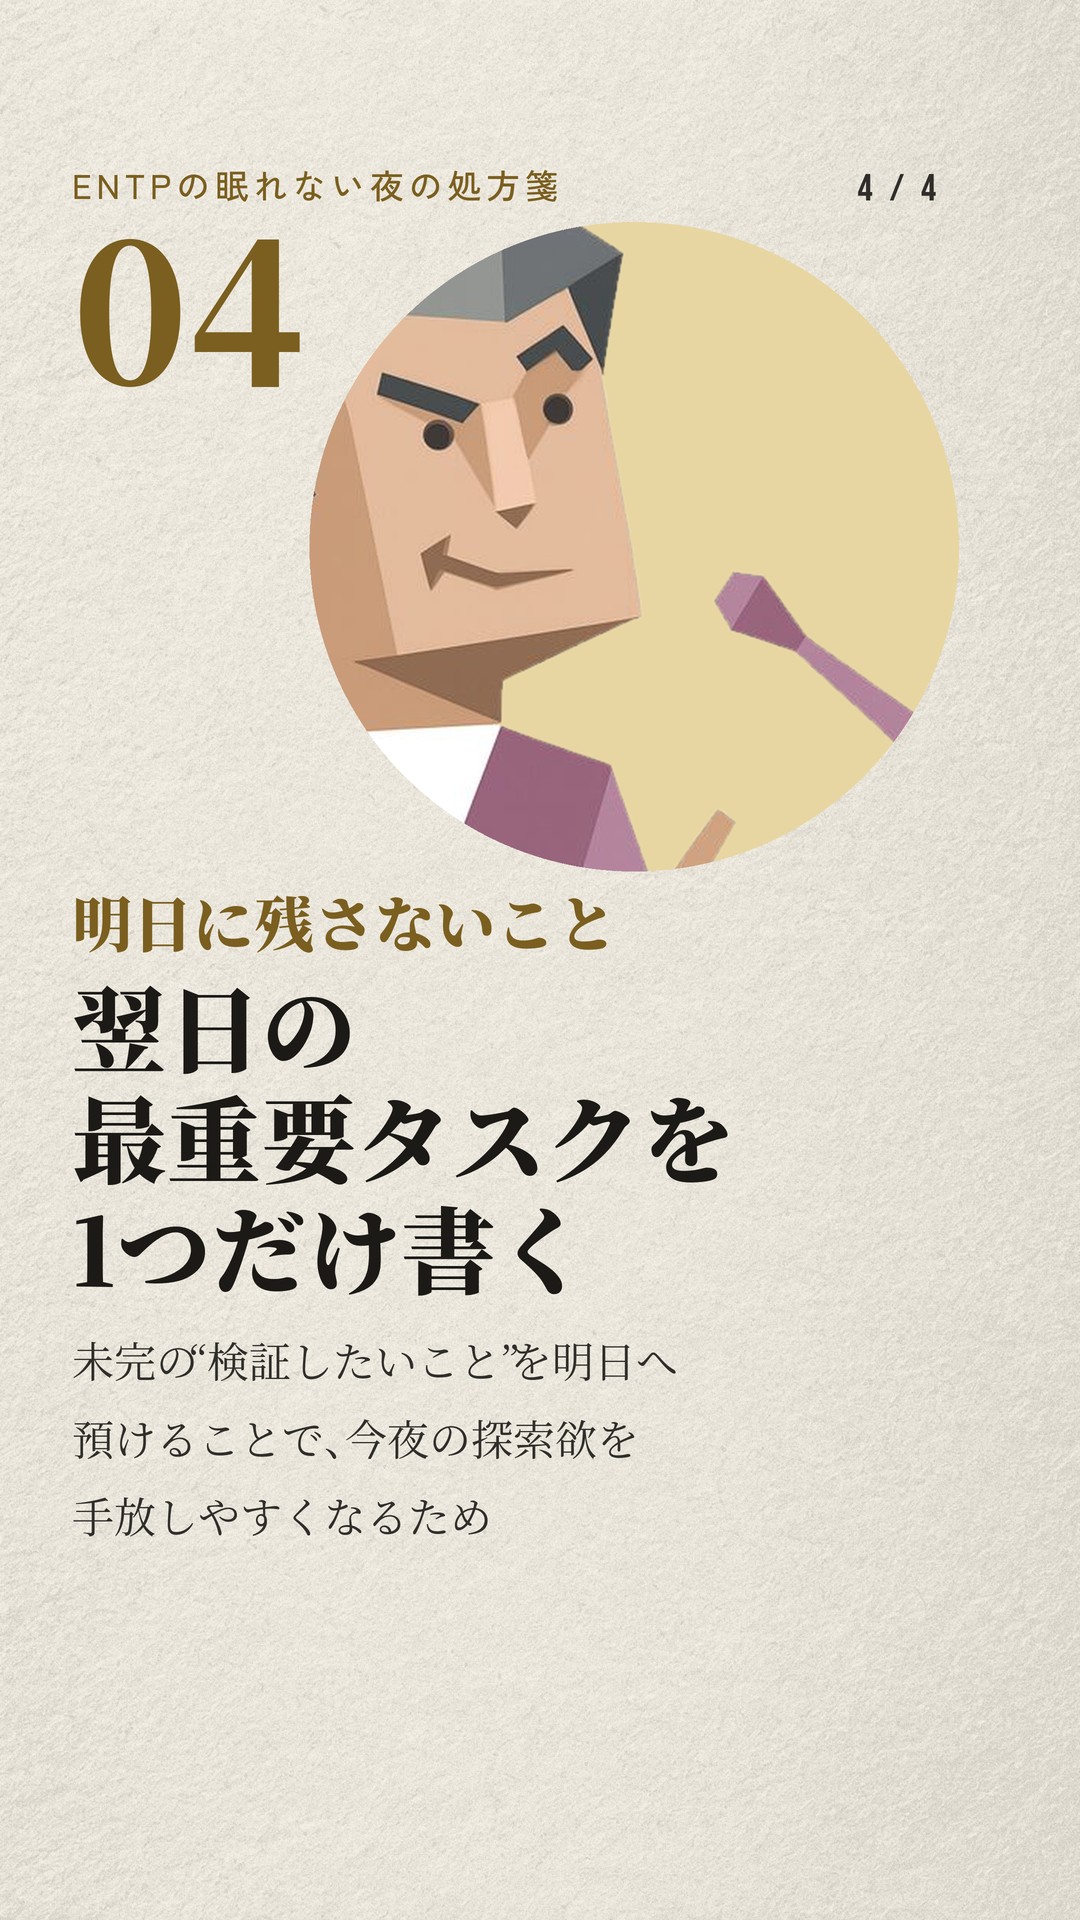 ENTPの眠れない夜の処方箋
4 / 4
04
明日に残さないこと
翌日の
最重要タスクを
1つだけ書く
未完の“検証したいこと”を明日へ
預けることで、今夜の探索欲を
手放しやすくなるため